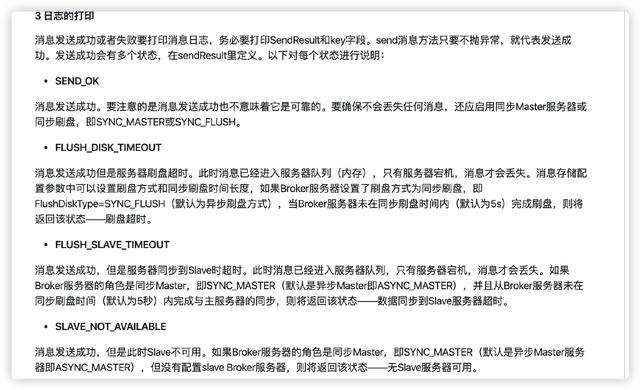 3 日志的打印
消息发送成功或者失败要打印消息日志，务必要打印SendResult和key字段。send消息方法只要不抛异常，就代表发送成
功。发送成功会有多个状态，在sendResult里定义。以下对每个状态进行说明：
• SEND_OK
消息发送成功。要注意的是消息发送成功也不意味着它是可靠的。要确保不会丢失任何消息，还应启用同步Master服务器或
同步刷盘，即SYNC_MASTER或SYNC_FLUSH。
• FLUSH_DISK_TIMEOUT
消息发送成功但是服务器刷盘超时。此时消息已经进入服务器队列（内存），只有服务器宕机，消息才会丢失。消息存储配
置参数中可以设置刷盘方式和同步刷盘时间长度，如果Broker服务器设置了刷盘方式为同步刷盘，即
FlushDiskType=SYNC_FLUSH（默认为异步刷盘方式），当Broker服务器未在同步刷盘时间内（默认为5s）完成刷盘，则将
返回该状态——刷盘超时。
• FLUSH_SLAVE_TIMEOUT
消息发送成功，但是服务器同步到Slave时超时。此时消息已经进入服务器队列，只有服务器宕机，消息才会丢失。如果
Broker服务器的角色是同步Master，即SYNC_MASTER（默认是异步Master即ASYNC_MASTER），并且从Broker服务器未在
同步刷盘时间（默认为5秒）内完成与主服务器的同步，则将返回该状态——数据同步到Slave服务器超时。
• SLAVE_NOT_AVAILABLE
消息发送成功，但是此时Slave不可用。如果Broker服务器的角色是同步Master，即SYNC_MASTER（默认是异步Master服务
器即ASYNC_MASTER），但没有配置slave Broker服务器，则将返回该状态——无Slave服务器可用。